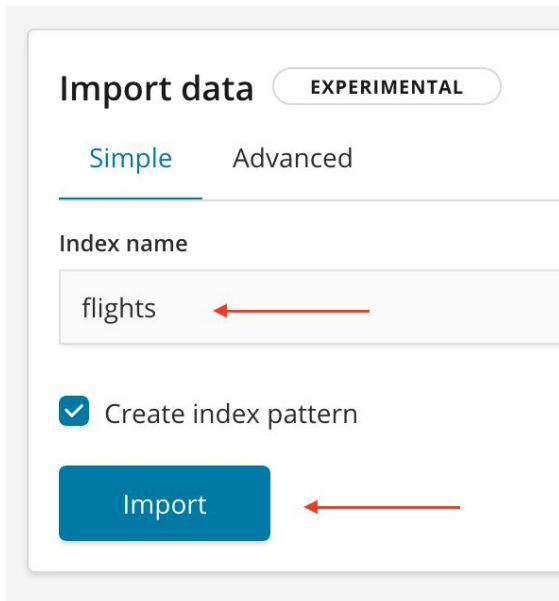 Import data EXPERIMENTAL
Simple Advanced
Index name
flights
Create index pattern
Import